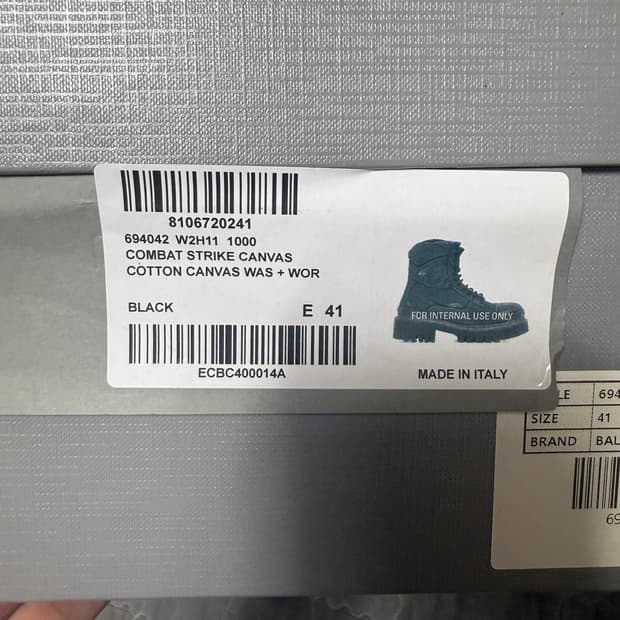 8106720241
694042 W2H11 1000
COMBAT STRIKE CANVAS
COTTON CANVAS WAS + WOR
BLACK E 41
FOR INTERNAL USE ONLY
ECBC400014A
MADE IN ITALY
LE 694
SIZE 41
BRAND BAL
69